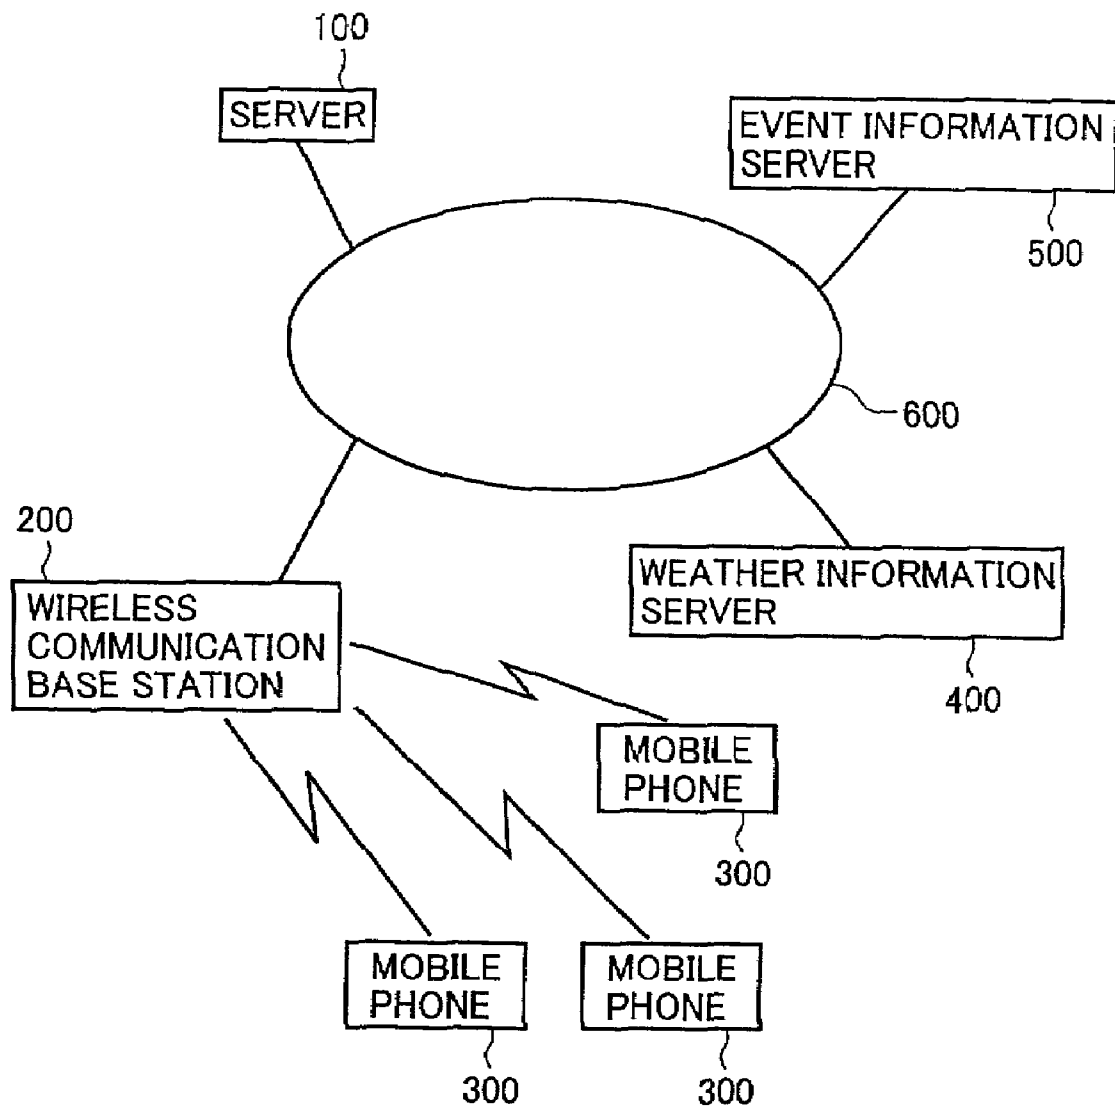 100
SERVER
EVENT INFORMATION
SERVER
500
600
200
WIRELESS
COMMUNICATION
BASE STATION
WEATHER INFORMATION
SERVER
400
MOBILE
PHONE
300
MOBILE
PHONE
300
MOBILE
PHONE
300